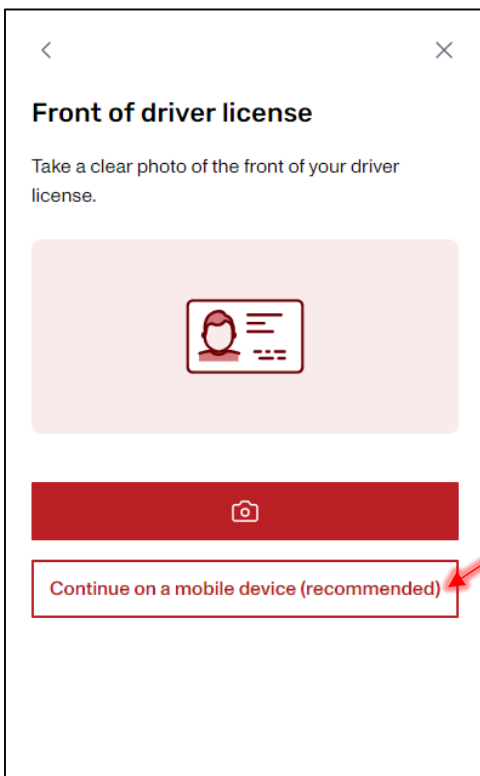 Front of driver license
Take a clear photo of the front of your driver
license.
Continue on a mobile device (recommended)